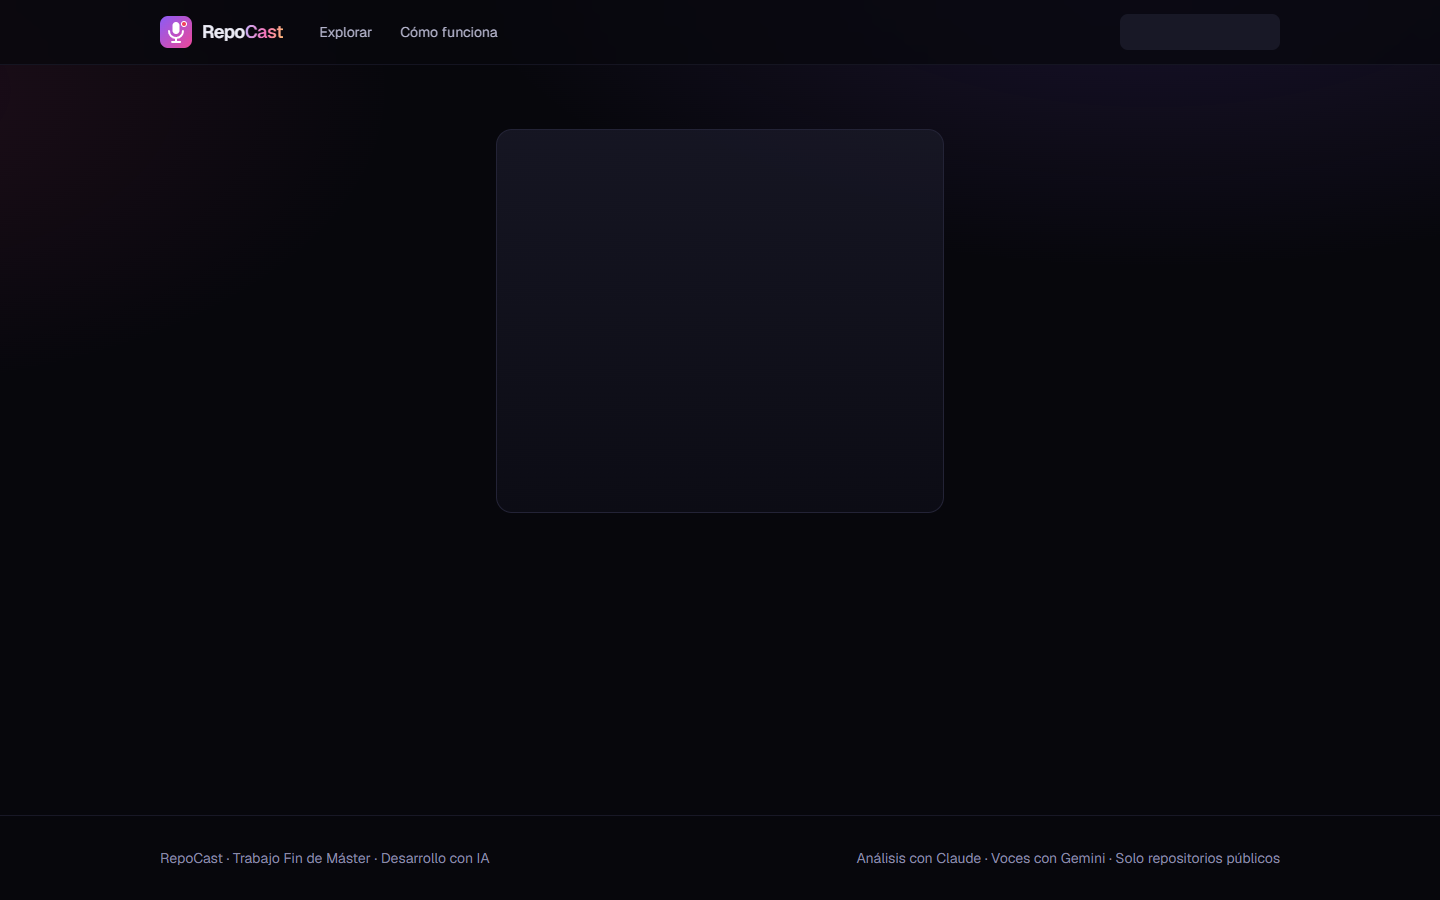 RepoCast
Explorar
Cómo funciona
RepoCast · Trabajo Fin de Máster · Desarrollo con IA
Análisis con Claude · Voces con Gemini · Solo repositorios públicos